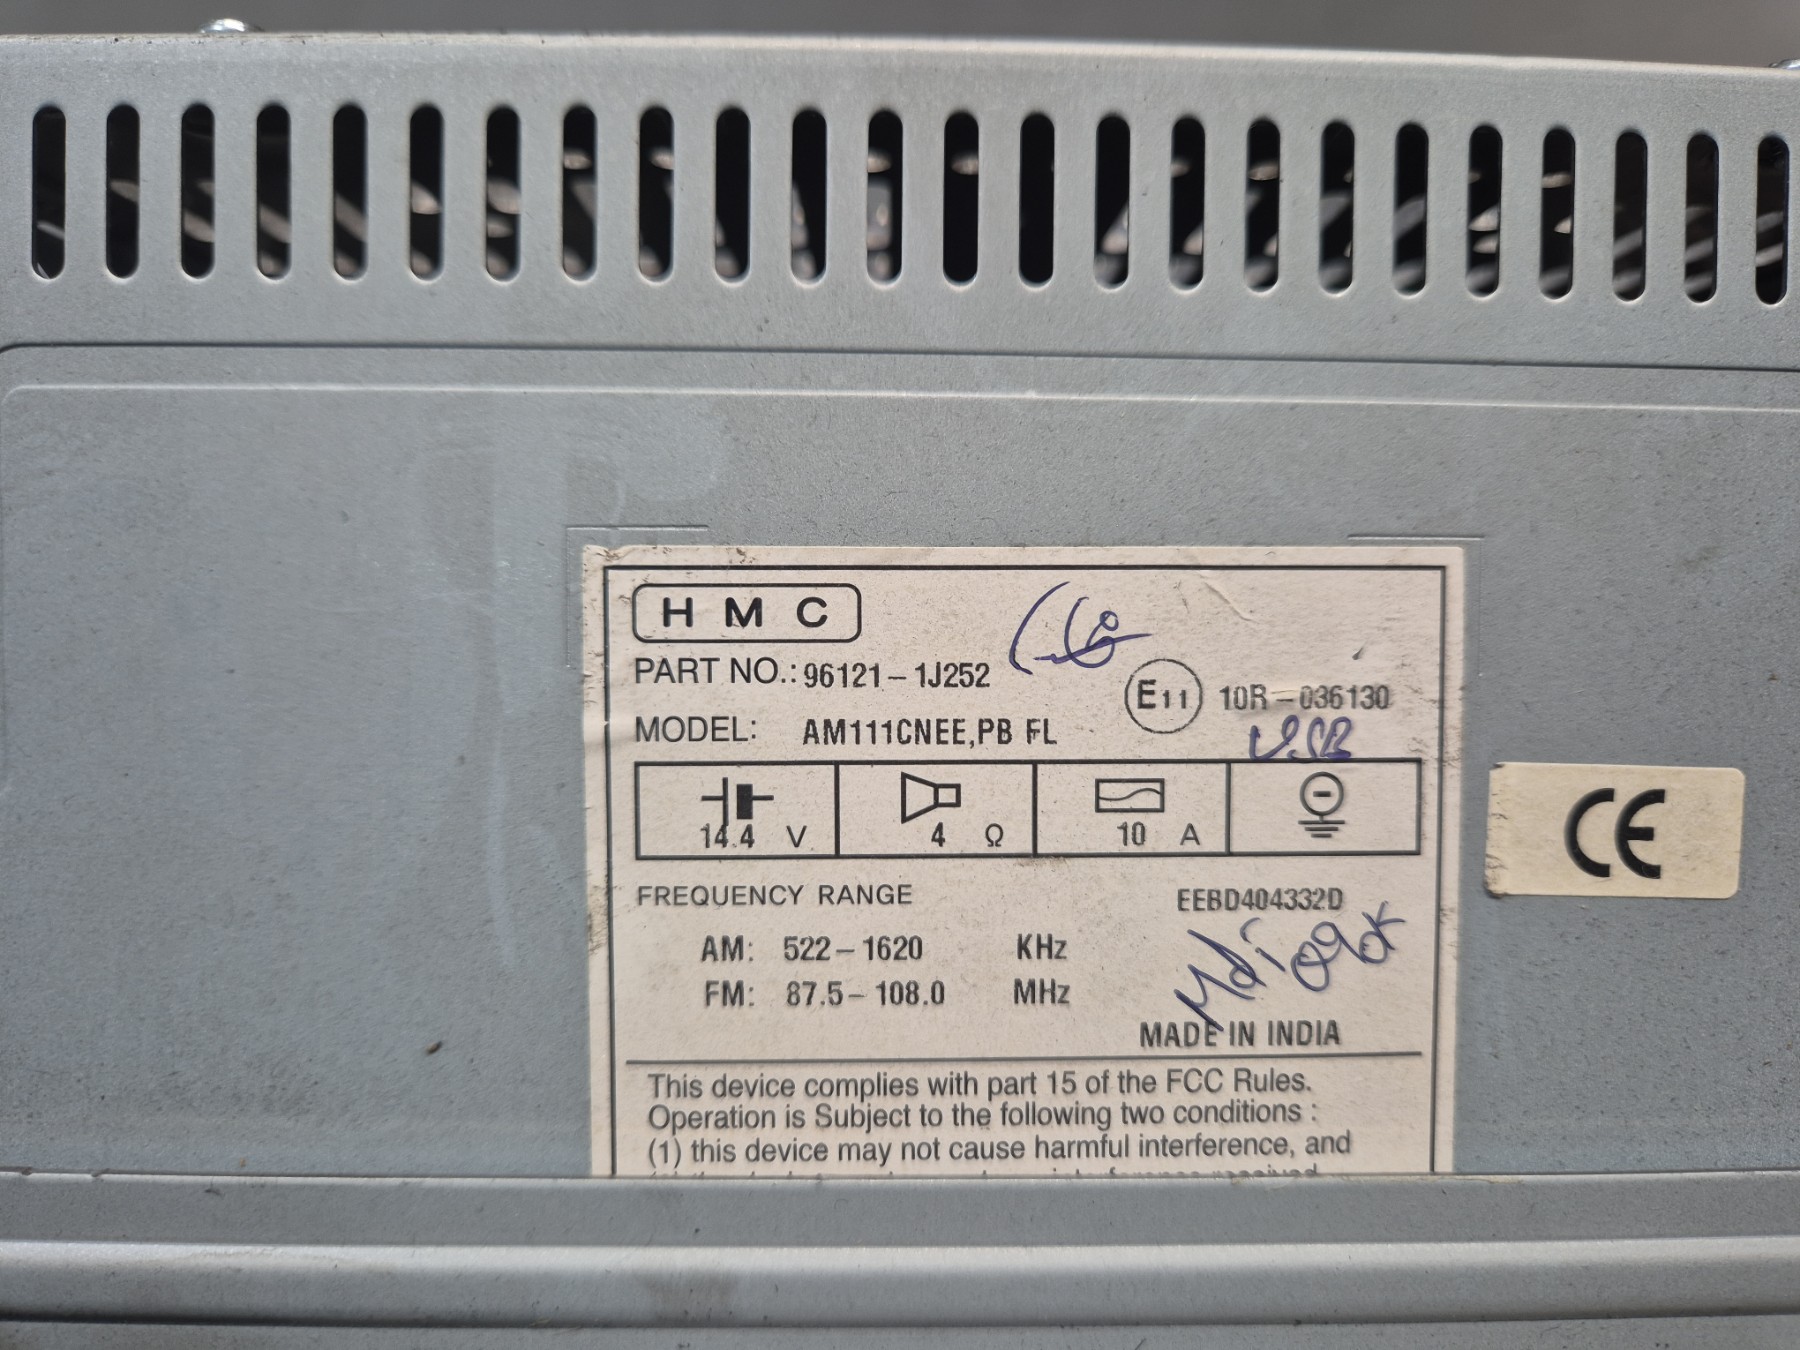 H M C
PART NO.: 96121-1J252
E11 10R-036130
MODEL: AM111CNEE,PB FL
USB
14.4 V
4 Ω
10 A
FREQUENCY RANGE
EEBD404332D
AM: 522-1620 KHz
FM: 87.5-108.0 MHz
OK
MADE IN INDIA
This device complies with part 15 of the FCC Rules.
Operation is Subject to the following two conditions :
(1) this device may not cause harmful interference, and
CE